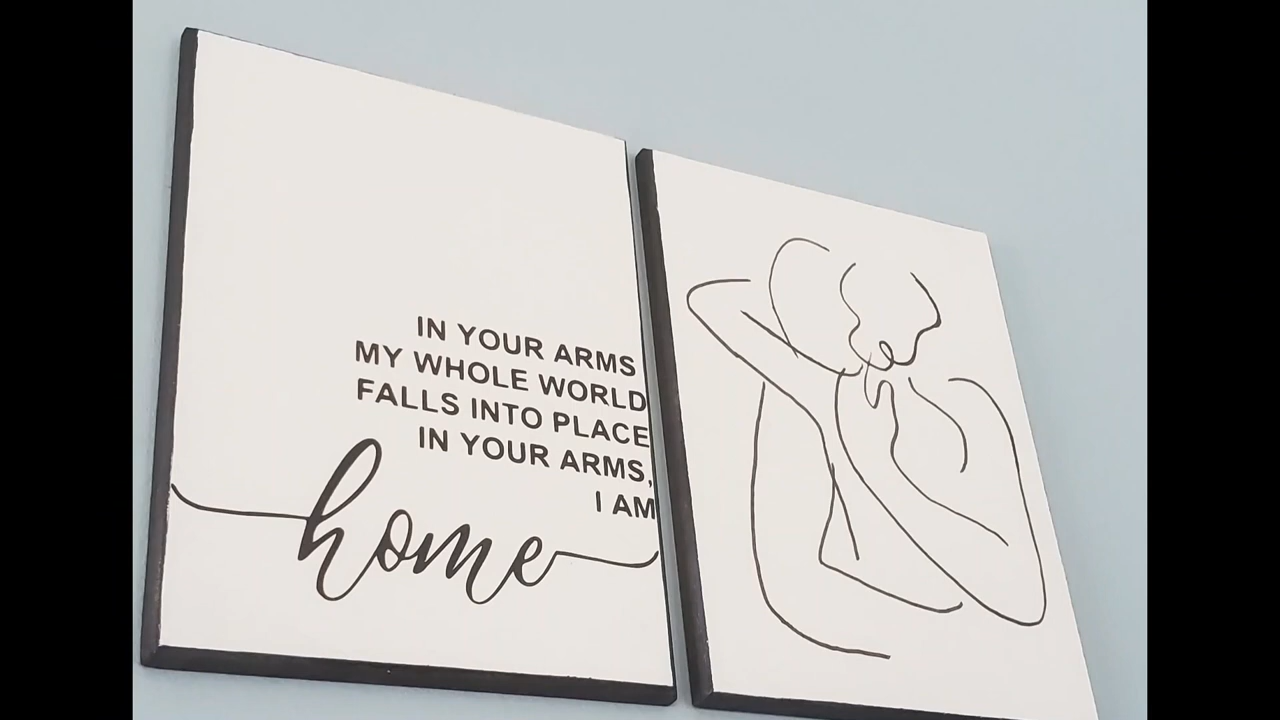 IN YOUR ARMS
MY WHOLE WORLD
FALLS INTO PLACE
IN YOUR ARMS,
I AM
home